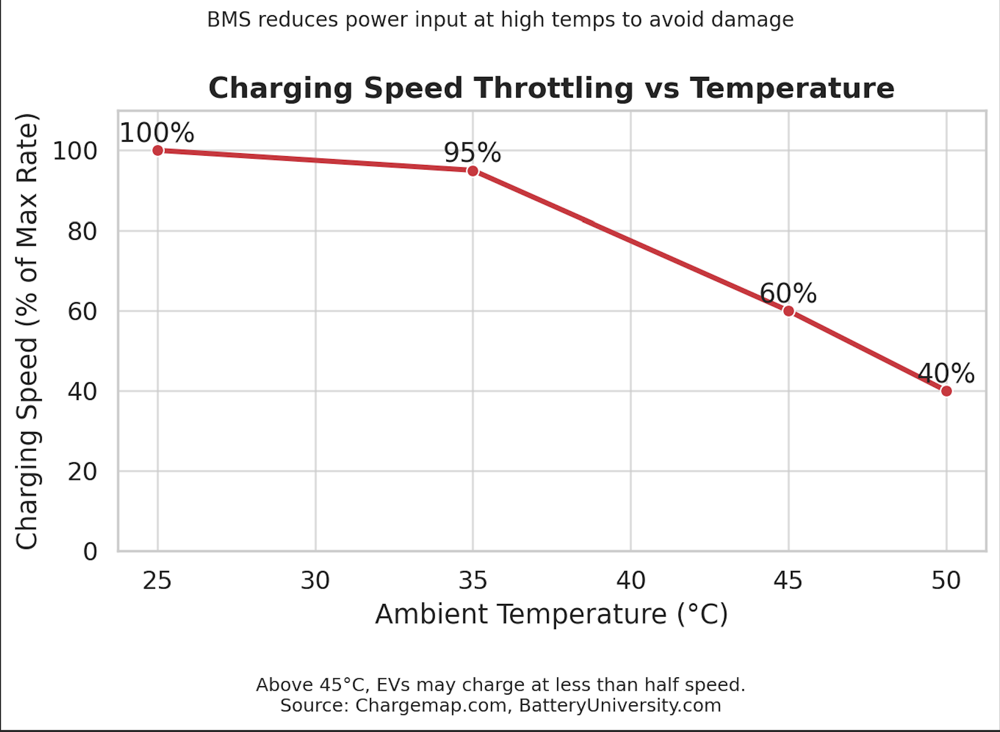 BMS reduces power input at high temps to avoid damage
Charging Speed Throttling vs Temperature
Charging Speed (% of Max Rate)
100
80
60
40
20
0
100%
95%
60%
40%
25 30 35 40 45 50
Ambient Temperature (°C)
Above 45°C, EVs may charge at less than half speed.
Source: Chargemap.com, BatteryUniversity.com